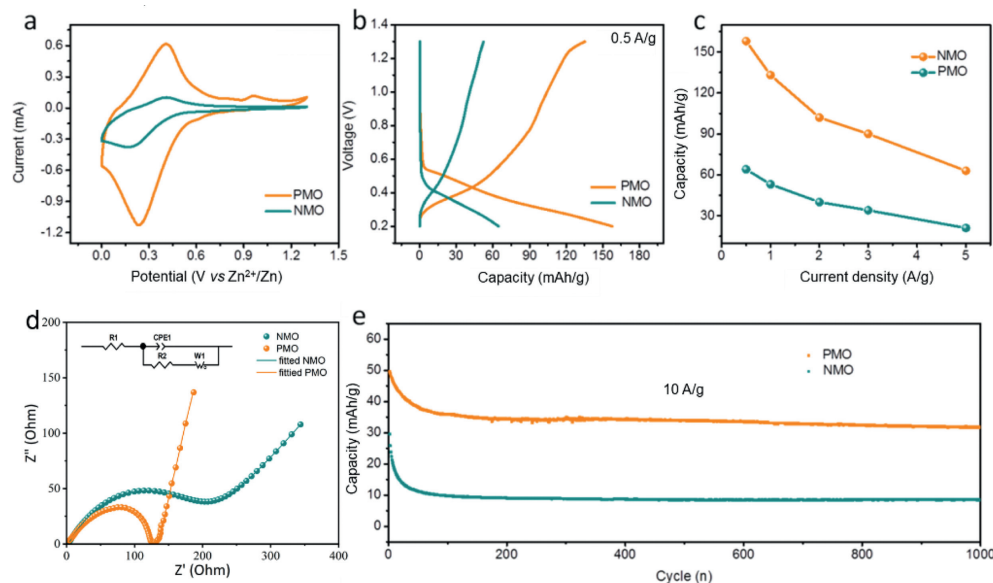 a
0.6
0.3
0.0
-0.3
-0.6
-0.9
-1.2
Current (mA)
PMO
NMO
0.0 0.3 0.6 0.9 1.2 1.5
Potential (V vs Zn²⁺/Zn)
b
0.5 A/g
1.4
1.2
1.0
0.8
0.6
0.4
0.2
Voltage (V)
PMO
NMO
0 30 60 90 120 150 180
Capacity (mAh/g)
c
150
120
90
60
30
Capacity (mAh/g)
NMO
PMO
0 1 2 3 4 5
Current density (A/g)
d
200
150
100
50
0
Z'' (Ohm)
R1 CPE1
R2 W1
NMO
PMO
fitted NMO
fittied PMO
0 100 200 300 400
Z' (Ohm)
e
60
50
40
30
20
10
0
Capacity (mAh/g)
10 A/g
PMO
NMO
0 200 400 600 800 1000
Cycle (n)